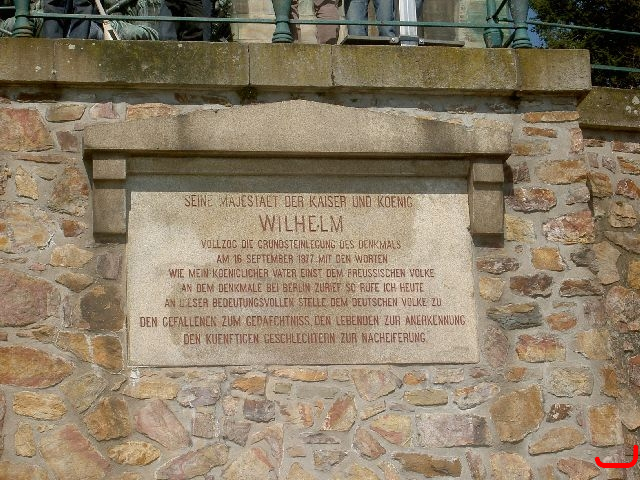 SEINE MAJESTAET DER KAISER UND KOENIG
WILHELM
VOLLZOG DIE GRUNDSTEINLEGUNG DES DENKMALS
AM 16. SEPTEMBER 1877 MIT DEN WORTEN
WIE MEIN KOENIGLICHER VATER EINST DEM PREUSSISCHEN VOLKE
AN DEM DENKMALE BEI BERLIN ZURIEF SO RUFE ICH HEUTE
AN DIESER BEDEUTUNGSVOLLEN STELLE DEM DEUTSCHEN VOLKE ZU
DEN GEFALLENEN ZUM GEDAECHTNISS, DEN LEBENDEN ZUR ANERKENNUNG
DEN KUENFTIGEN GESCHLECHTERN ZUR NACHEIFERUNG